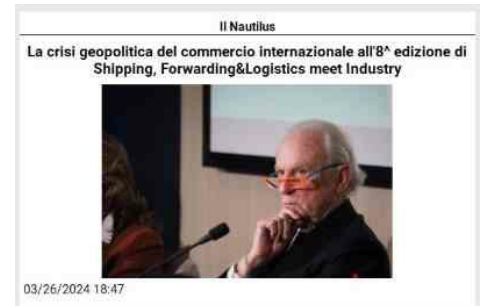 Il Nautilus
La crisi geopolitica del commercio internazionale all'8^ edizione di
Shipping, Forwarding&Logistics meet Industry
03/26/2024 18:47